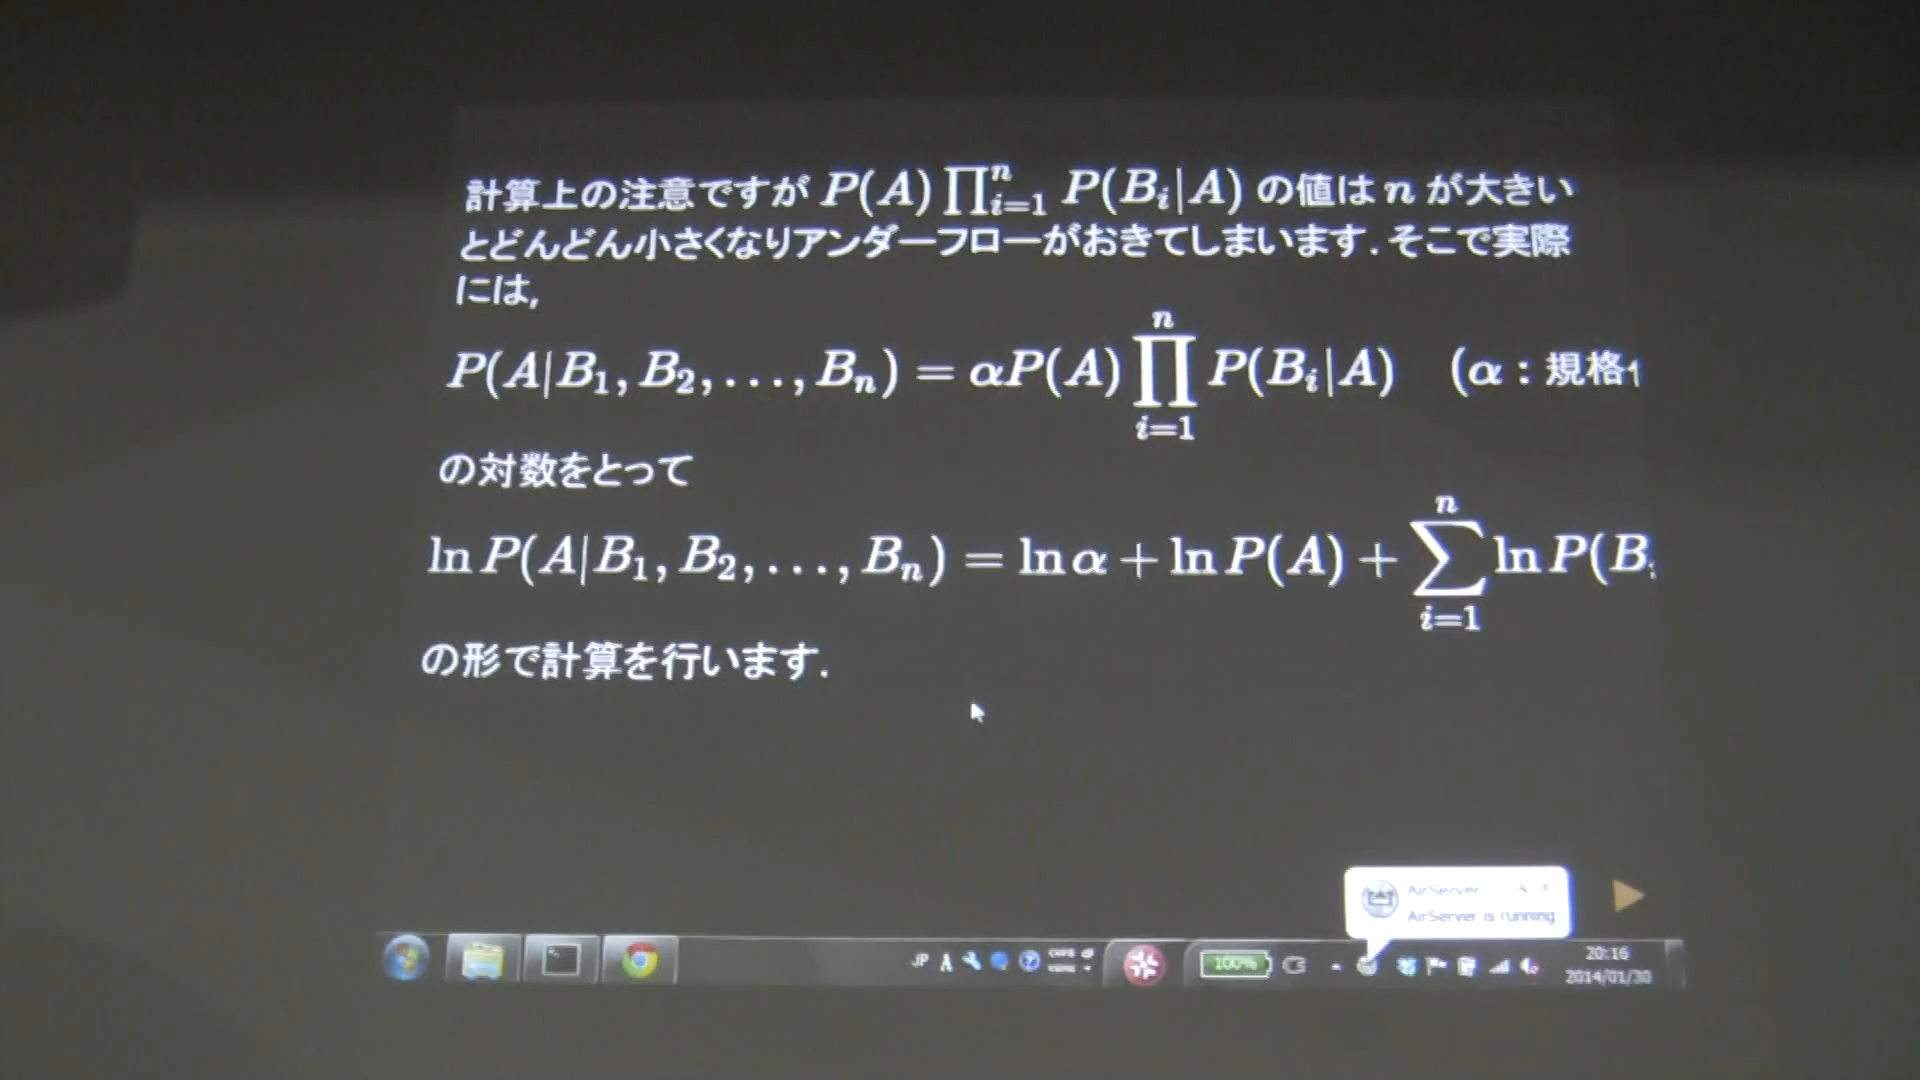 計算上の注意ですが P(A) ∏_{i=1}^{n} P(B_i|A) の値は n が大きい
とどんどん小さくなりアンダーフローがおきてしまいます. そこで実際
には,
P(A|B_1, B_2, . . . , B_n) = αP(A) ∏_{i=1}^{n} P(B_i|A) (α : 規格
の対数をとって
ln P(A|B_1, B_2, . . . , B_n) = ln α + ln P(A) + ∑_{i=1}^{n} ln P(B
の形で計算を行います.
AirServer
AirServer is running
JP A
CAPS
KANA
100%
20:16
2014/01/30